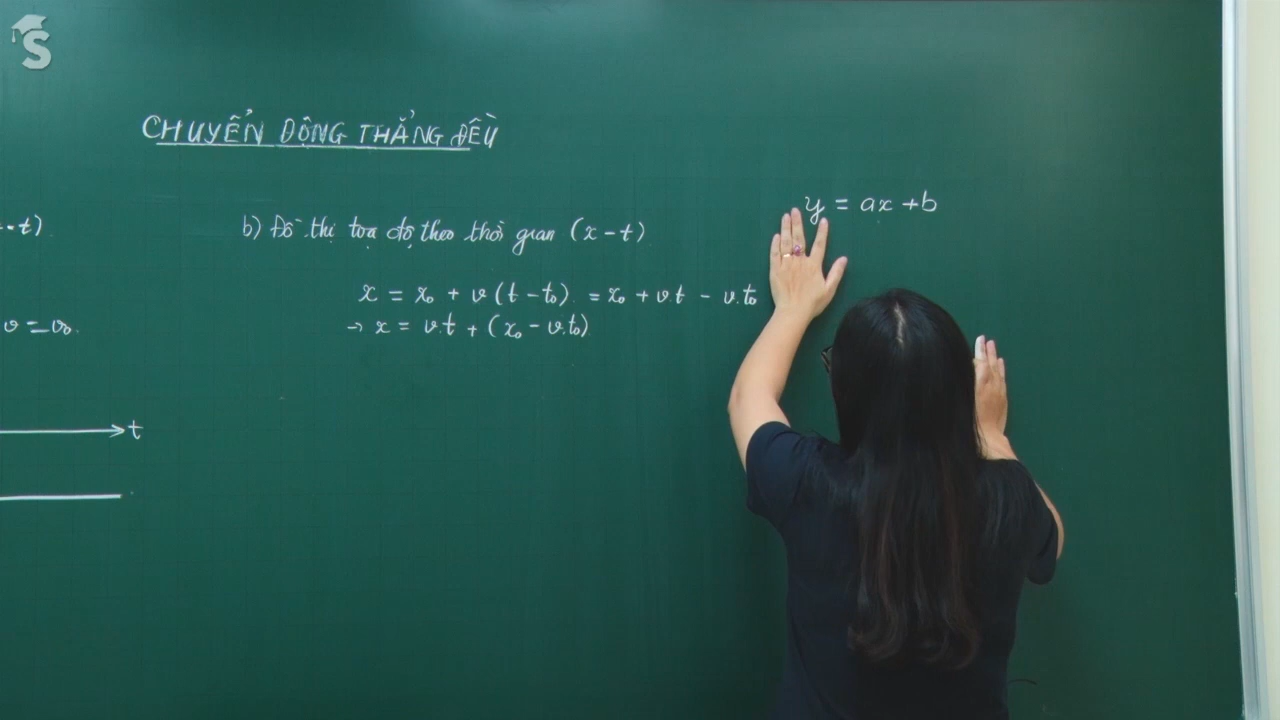 S
CHUYỂN ĐỘNG THẲNG ĐỀU
-t)
v = v₀.
t
b) Đồ thị toạ độ theo thời gian (x - t)
x = x₀ + v (t - t₀) = x₀ + vt - v.t₀
→ x = v.t + (x₀ - v.t₀)
y = ax + b